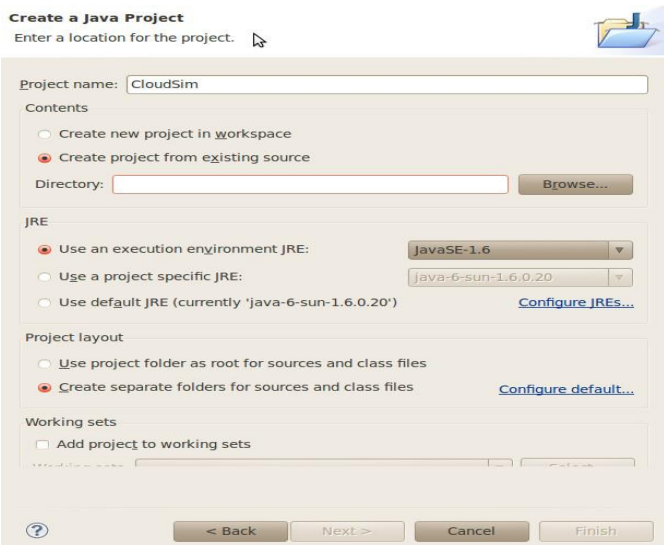 Create a Java Project
Enter a location for the project.
Project name: CloudSim
Contents
Create new project in workspace
Create project from existing source
Directory:
Browse...
JRE
Use an execution environment JRE:
JavaSE-1.6
Use a project specific JRE:
java-6-sun-1.6.0.20
Use default JRE (currently 'java-6-sun-1.6.0.20')
Configure JREs...
Project layout
Use project folder as root for sources and class files
Create separate folders for sources and class files
Configure default...
Working sets
Add project to working sets
?
< Back
Next >
Cancel
Finish